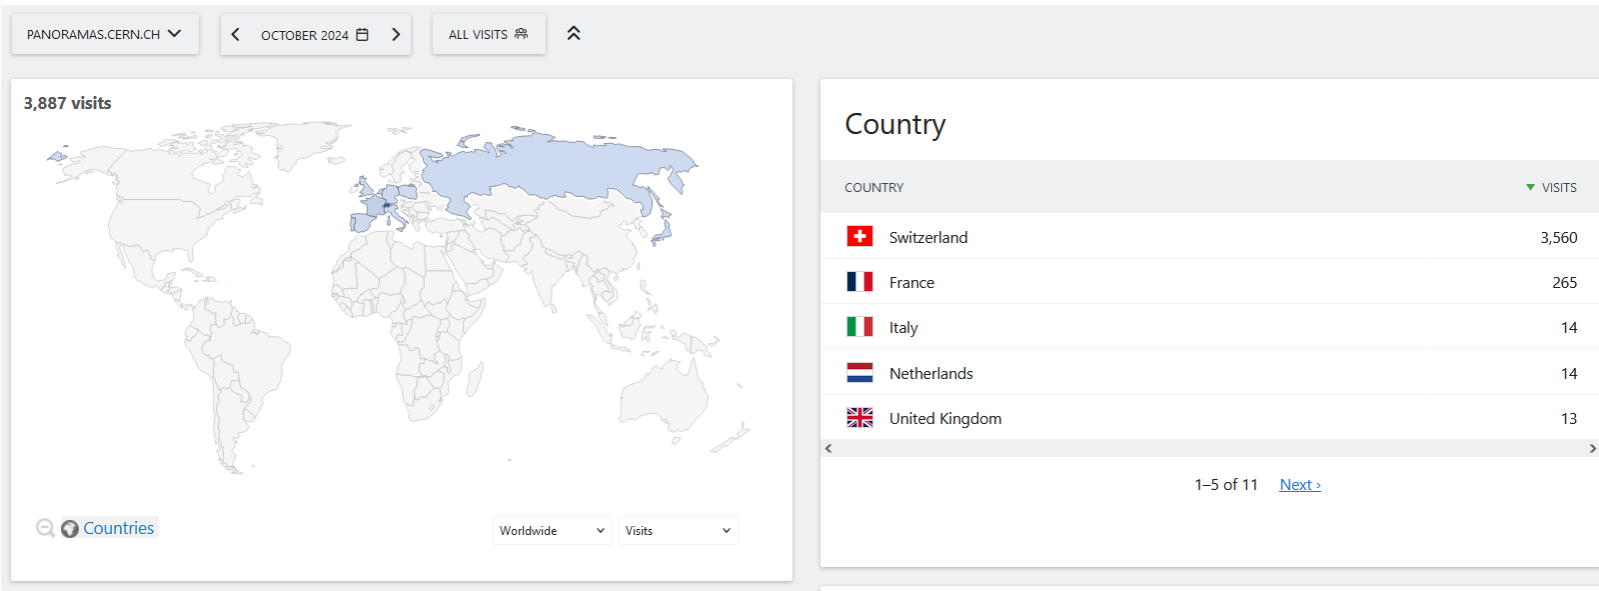 PANORAMAS.CERN.CH
OCTOBER 2024
ALL VISITS
3,887 visits
Countries
Worldwide
Visits
Country
COUNTRY
VISITS
Switzerland
3,560
France
265
Italy
14
Netherlands
14
United Kingdom
13
1–5 of 11
Next ›